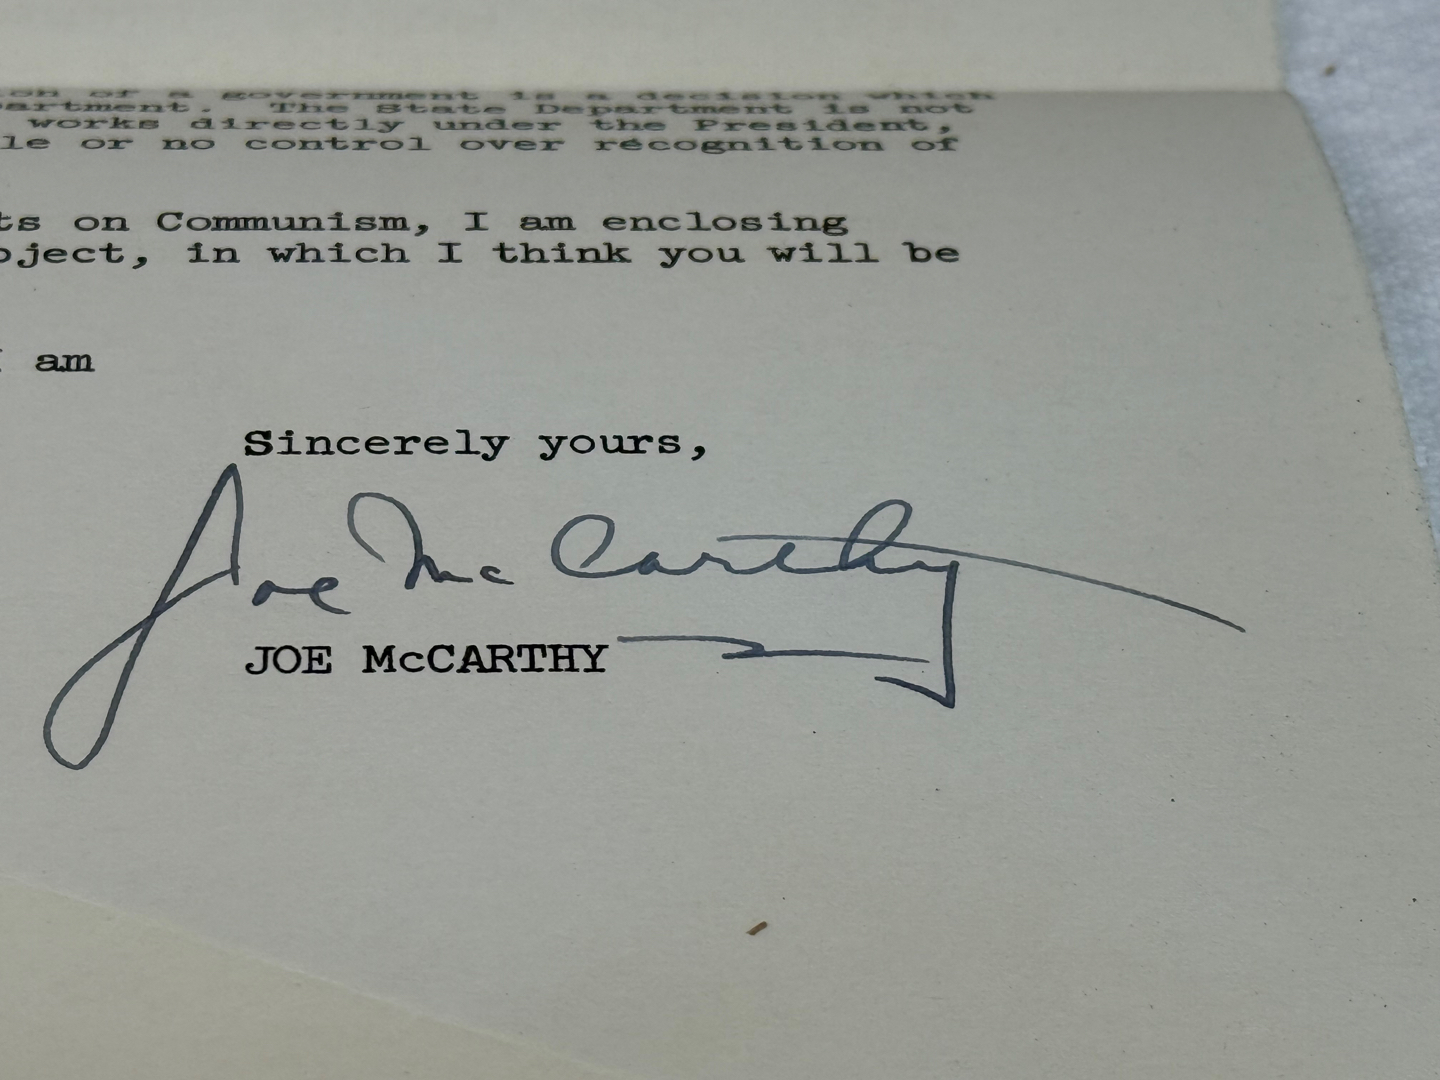 on of a government is a decision which
partment. The State Department is not
works directly under the President,
le or no control over recognition of
ts on Communism, I am enclosing
bject, in which I think you will be
I am
Sincerely yours,
Joe McCarthy
JOE McCARTHY